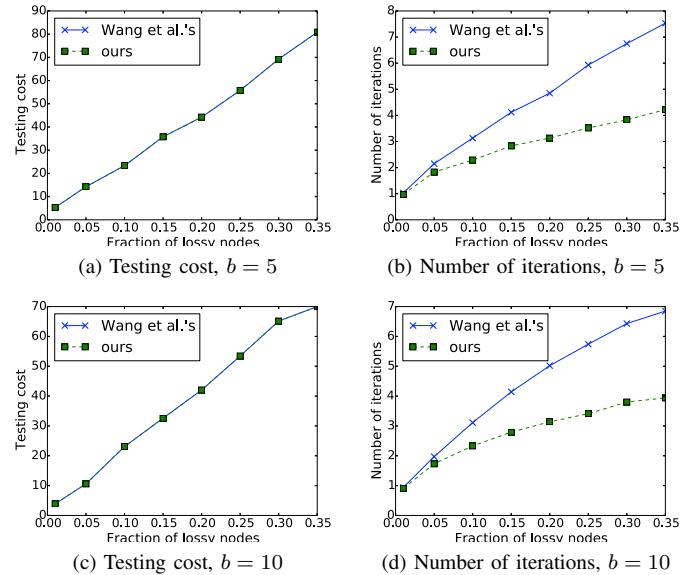 90
80
70
60
50
40
30
20
10
0
Testing cost
Wang et al.'s
ours
0.00 0.05 0.10 0.15 0.20 0.25 0.30 0.35
Fraction of lossy nodes
(a) Testing cost, b = 5
8
7
6
5
4
3
2
1
0
Number of iterations
Wang et al.'s
ours
0.00 0.05 0.10 0.15 0.20 0.25 0.30 0.35
Fraction of lossy nodes
(b) Number of iterations, b = 5
70
60
50
40
30
20
10
0
Testing cost
Wang et al.'s
ours
0.00 0.05 0.10 0.15 0.20 0.25 0.30 0.35
Fraction of lossy nodes
(c) Testing cost, b = 10
7
6
5
4
3
2
1
0
Number of iterations
Wang et al.'s
ours
0.00 0.05 0.10 0.15 0.20 0.25 0.30 0.35
Fraction of lossy nodes
(d) Number of iterations, b = 10